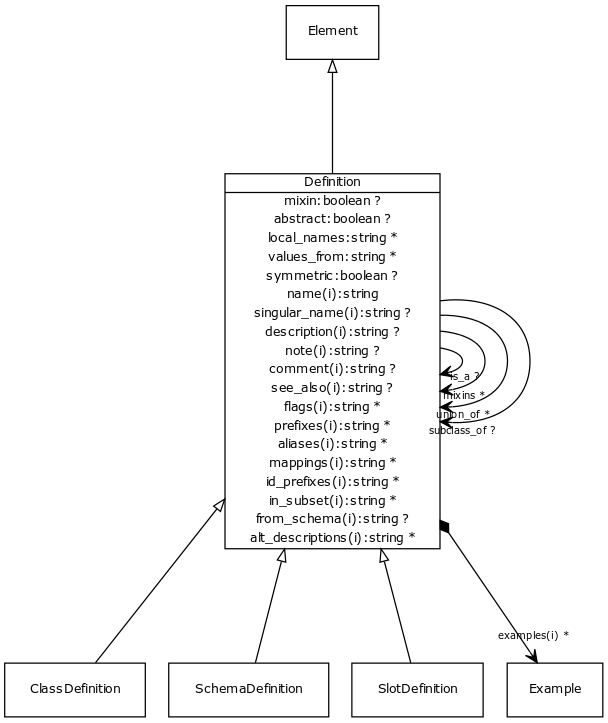 Element
Definition
mixin:boolean ?
abstract:boolean ?
local_names:string *
values_from:string *
symmetric:boolean ?
name(i):string
singular_name(i):string ?
description(i):string ?
note(i):string ?
comment(i):string ?
see_also(i):string ?
flags(i):string *
prefixes(i):string *
aliases(i):string *
mappings(i):string *
id_prefixes(i):string *
in_subset(i):string *
from_schema(i):string ?
alt_descriptions(i):string *
is_a ?
mixins *
union_of *
subclass_of ?
examples(i) *
ClassDefinition
SchemaDefinition
SlotDefinition
Example